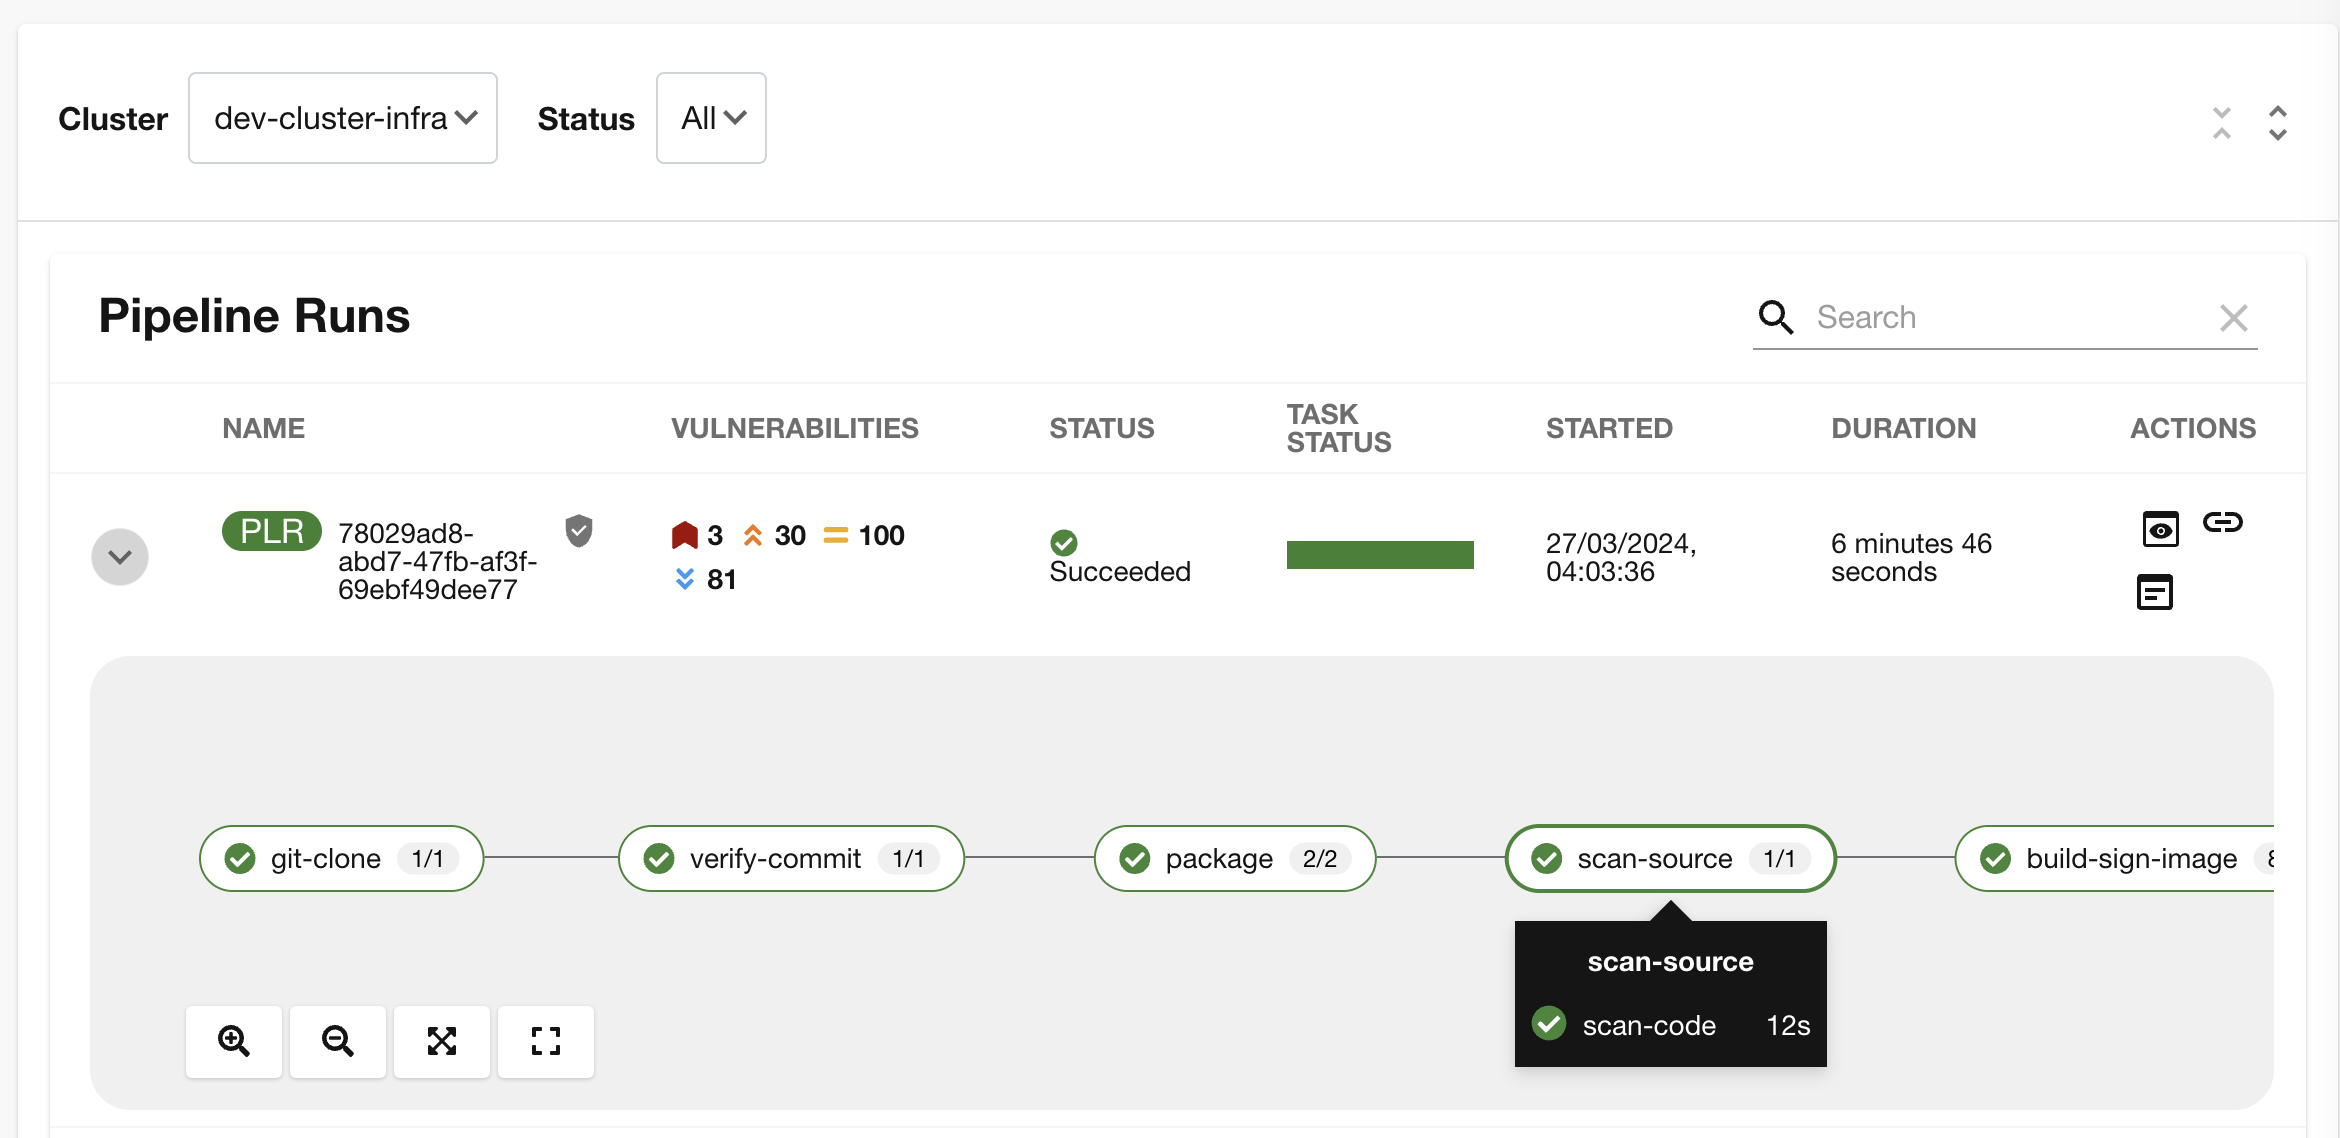 Cluster dev-cluster-infra Status All
Pipeline Runs
Search
NAME VULNERABILITIES STATUS TASK STATUS STARTED DURATION ACTIONS
PLR
78029ad8-
abd7-47fb-af3f-
69ebf49dee77
3 30 100
81
Succeeded
27/03/2024,
04:03:36
6 minutes 46
seconds
git-clone 1/1 verify-commit 1/1 package 2/2 scan-source 1/1 build-sign-image
scan-source
scan-code 12s